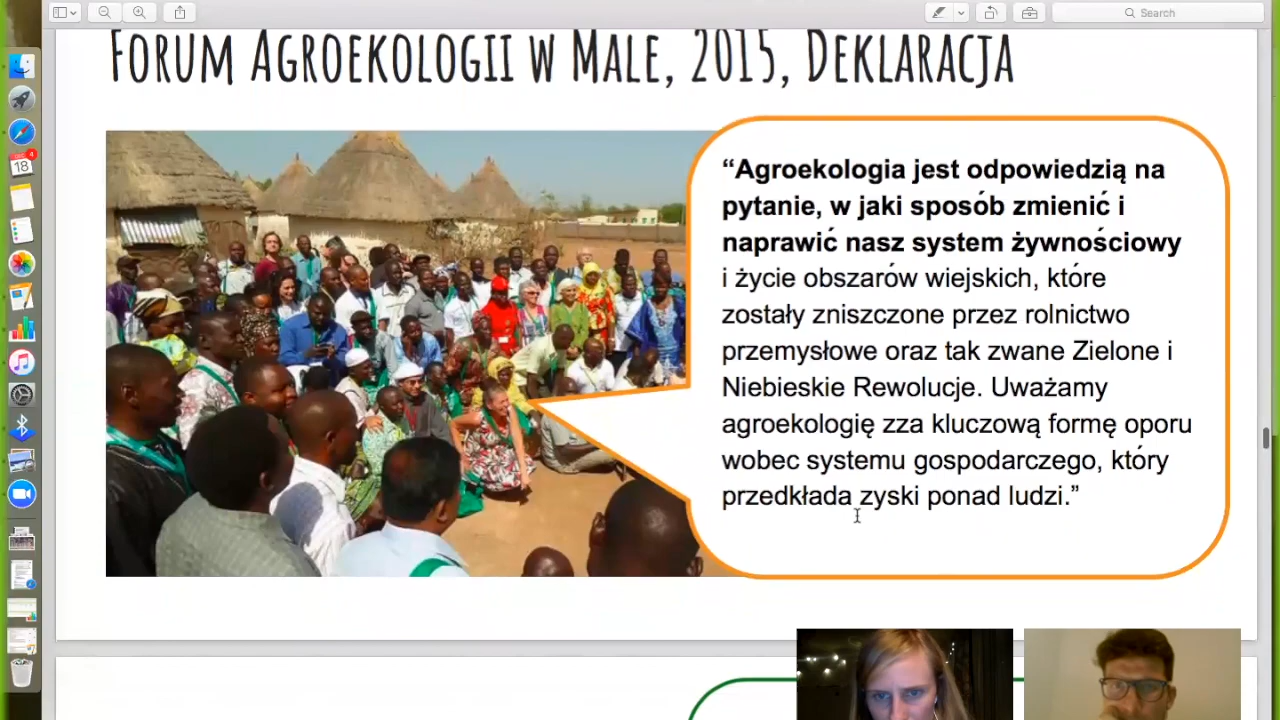 Search
Forum Agroekologii w Male, 2015, Deklaracja
“Agroekologia jest odpowiedzią na
pytanie, w jaki sposób zmienić i
naprawić nasz system żywnościowy
i życie obszarów wiejskich, które
zostały zniszczone przez rolnictwo
przemysłowe oraz tak zwane Zielone i
Niebieskie Rewolucje. Uważamy
agroekologię zza kluczową formę oporu
wobec systemu gospodarczego, który
przedkłada zyski ponad ludzi.”
4
18